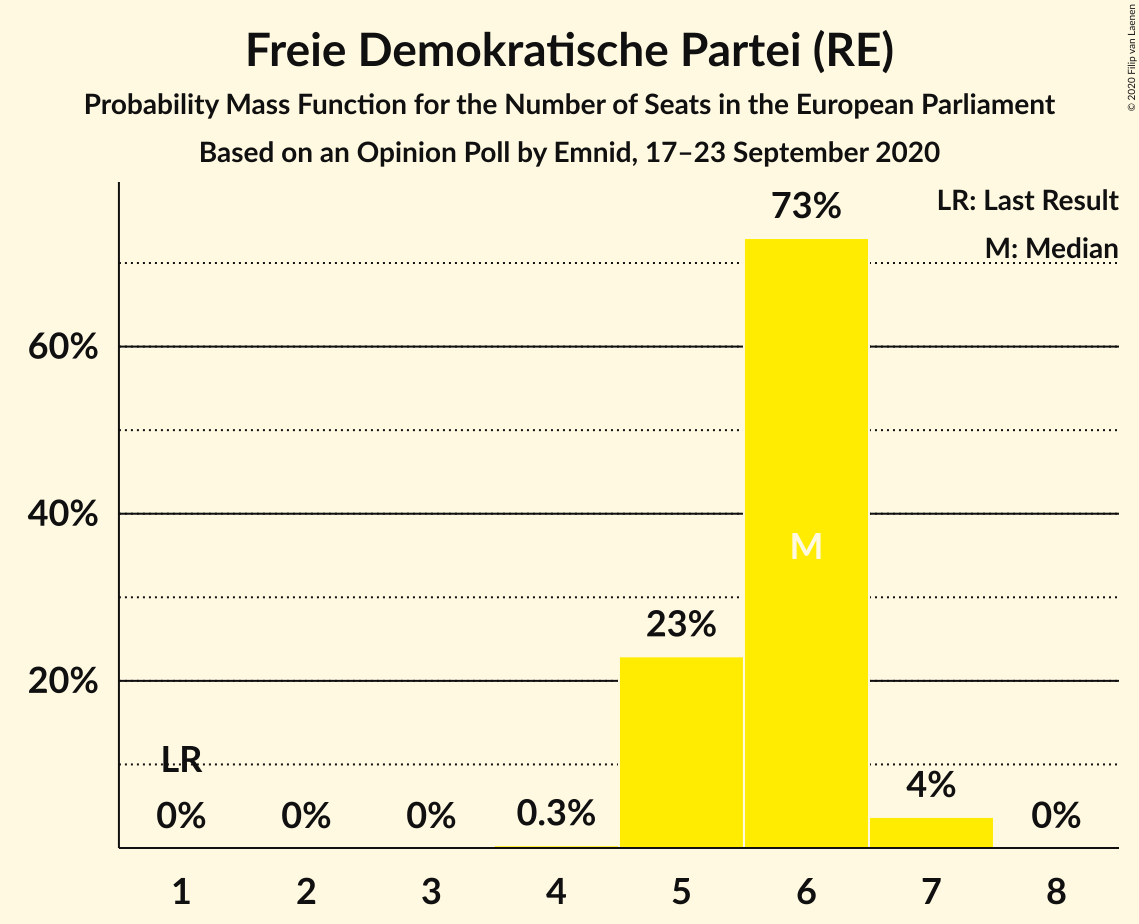 Freie Demokratische Partei (RE)
Probability Mass Function for the Number of Seats in the European Parliament
Based on an Opinion Poll by Emnid, 17–23 September 2020
© 2020 Filip van Laenen
LR: Last Result
M: Median
73%
60%
40%
M
23%
20%
LR
0%
0%
0%
0.3%
4%
0%
1
2
3
4
5
6
7
8